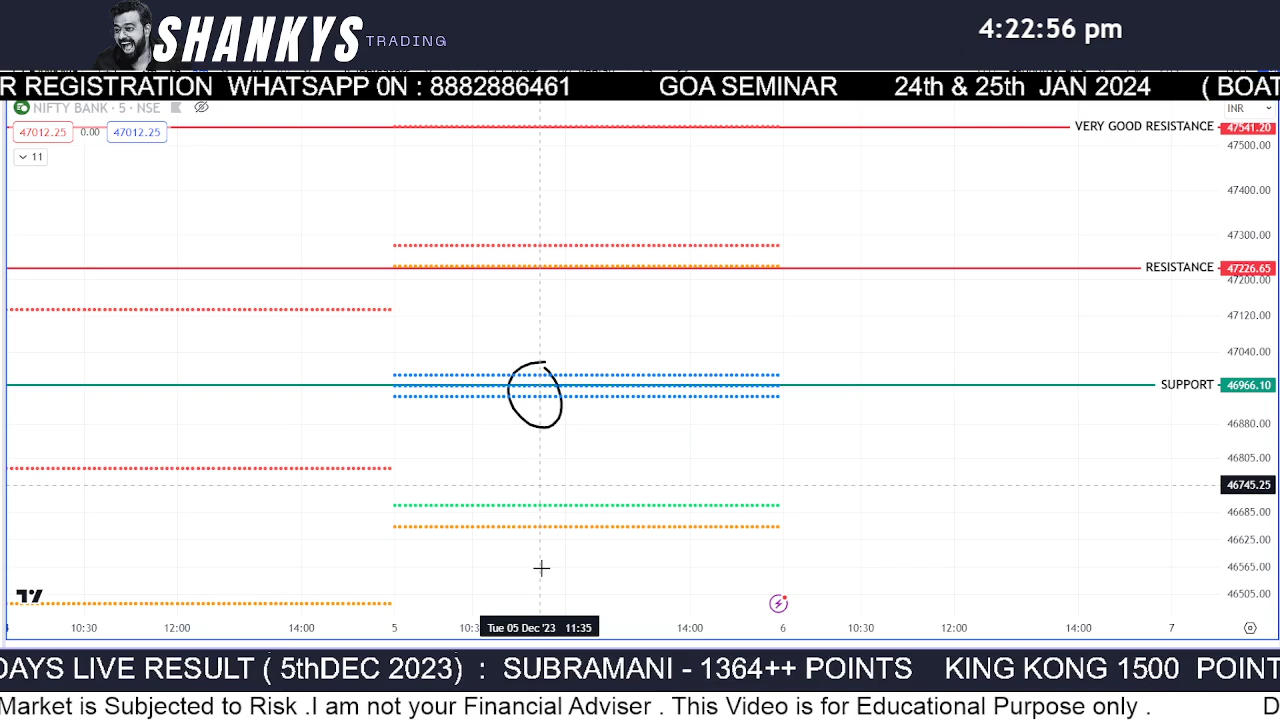 SHANKYS TRADING
4:22:56 pm
R REGISTRATION WHATSAPP 0N : 8882886461 GOA SEMINAR 24th & 25th JAN 2024 ( BOAT
NIFTY BANK · 5 · NSE INR
47012.25 0.00 47012.25
11
VERY GOOD RESISTANCE 47541.20
47500.00
47400.00
47300.00
RESISTANCE 47226.65
47200.00
47120.00
47040.00
SUPPORT 46966.10
46880.00
46805.00
46745.25
46685.00
46625.00
46565.00
46505.00
10:30 12:00 14:00 5 10:3 Tue 05 Dec '23 11:35 14:00 6 10:30 12:00 14:00 7
DAYS LIVE RESULT ( 5thDEC 2023) : SUBRAMANI - 1364++ POINTS KING KONG 1500 POINT
Market is Subjected to Risk .I am not your Financial Adviser . This Video is for Educational Purpose only . D